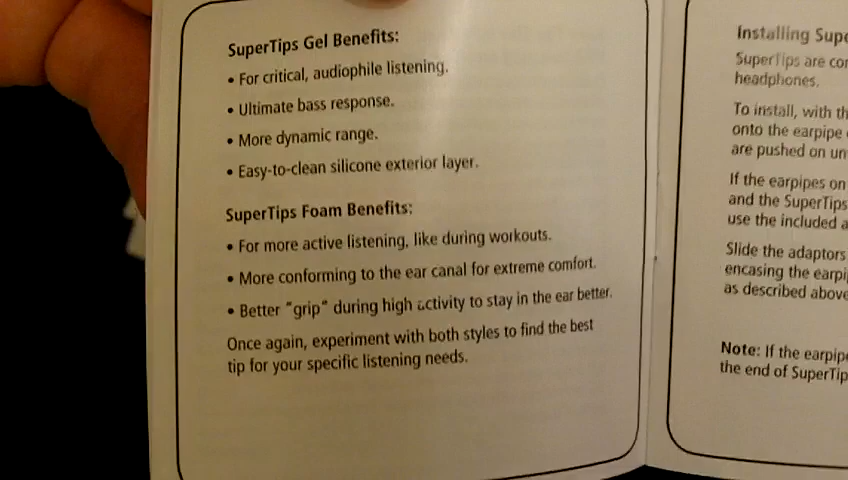 SuperTips Gel Benefits:
• For critical, audiophile listening.
• Ultimate bass response.
• More dynamic range.
• Easy-to-clean silicone exterior layer.
SuperTips Foam Benefits:
• For more active listening, like during workouts.
• More conforming to the ear canal for extreme comfort.
• Better "grip" during high activity to stay in the ear better.
Once again, experiment with both styles to find the best
tip for your specific listening needs.
Installing
SuperTips are
headphones.
To install, with
onto the earpipe
are pushed on
If the earpipes on
and the SuperTips
use the included
Slide the adaptors
encasing the
as described above
Note: If the
the end of